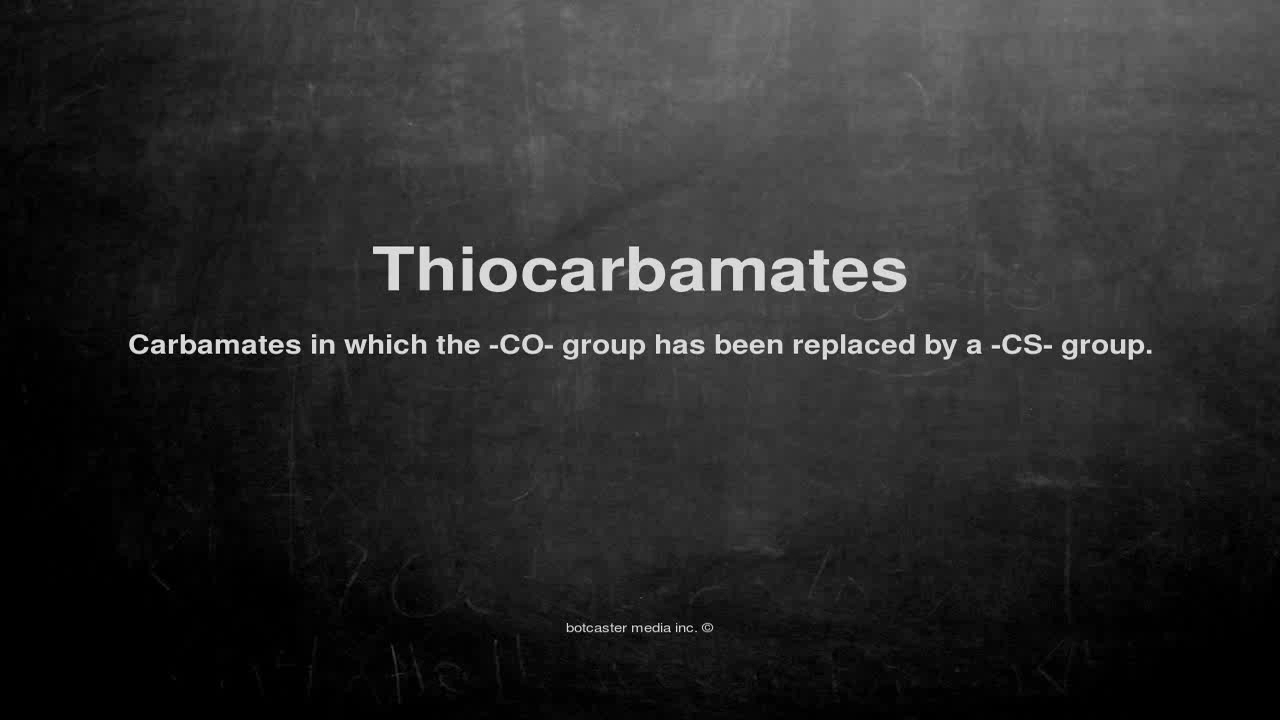 Thiocarbamates
Carbamates in which the -CO- group has been replaced by a -CS- group.
botcaster media inc. ©